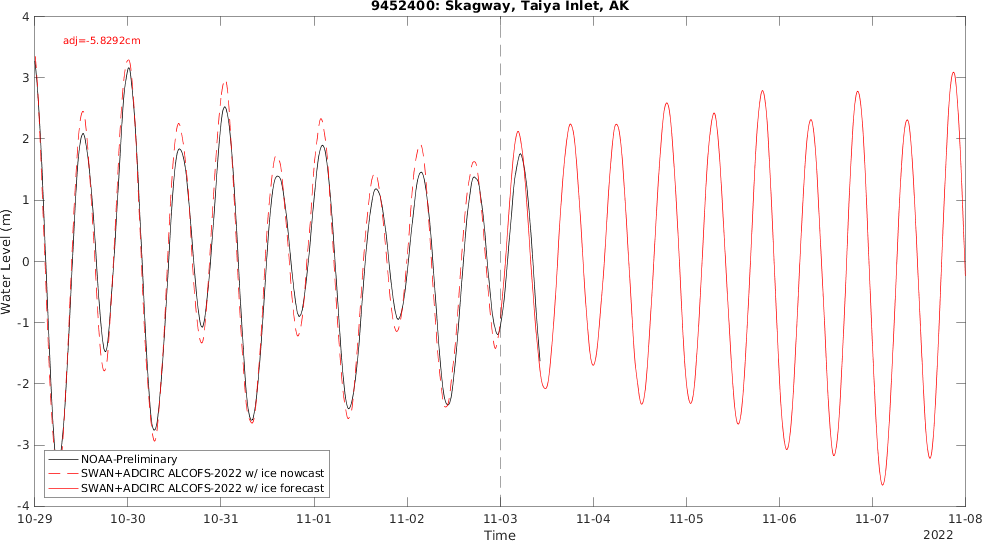 9452400: Skagway, Taiya Inlet, AK
adj=-5.8292cm
Water Level (m)
4
3
2
1
0
-1
-2
-3
-4
NOAA-Preliminary
SWAN+ADCIRC ALCOFS-2022 w/ ice nowcast
SWAN+ADCIRC ALCOFS-2022 w/ ice forecast
10-29 10-30 10-31 11-01 11-02 11-03 11-04 11-05 11-06 11-07 11-08
Time
2022